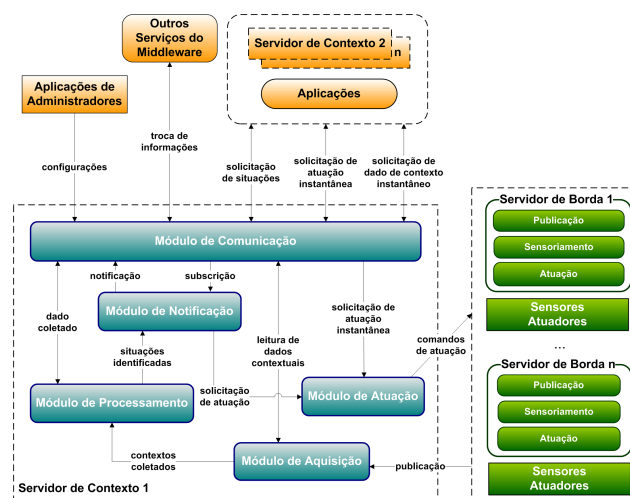 Outros
Serviços do
Middleware
Servidor de Contexto 2
n
Aplicações
Aplicações de
Administradores
configurações
troca de
informações
solicitação
de situações
solicitação de
atuação
instantânea
solicitação de
dado de contexto
instantâneo
Módulo de Comunicação
notificação
subscrição
dado
coletado
Módulo de Notificação
situações
identificadas
leitura de
dados
contextuais
solicitação de
atuação
instantânea
comandos
de atuação
Módulo de Processamento
solicitação
de atuação
Módulo de Atuação
contextos
coletados
Módulo de Aquisição
publicação
Servidor de Contexto 1
Servidor de Borda 1
Publicação
Sensoriamento
Atuação
Sensores
Atuadores
...
Servidor de Borda n
Publicação
Sensoriamento
Atuação
Sensores
Atuadores